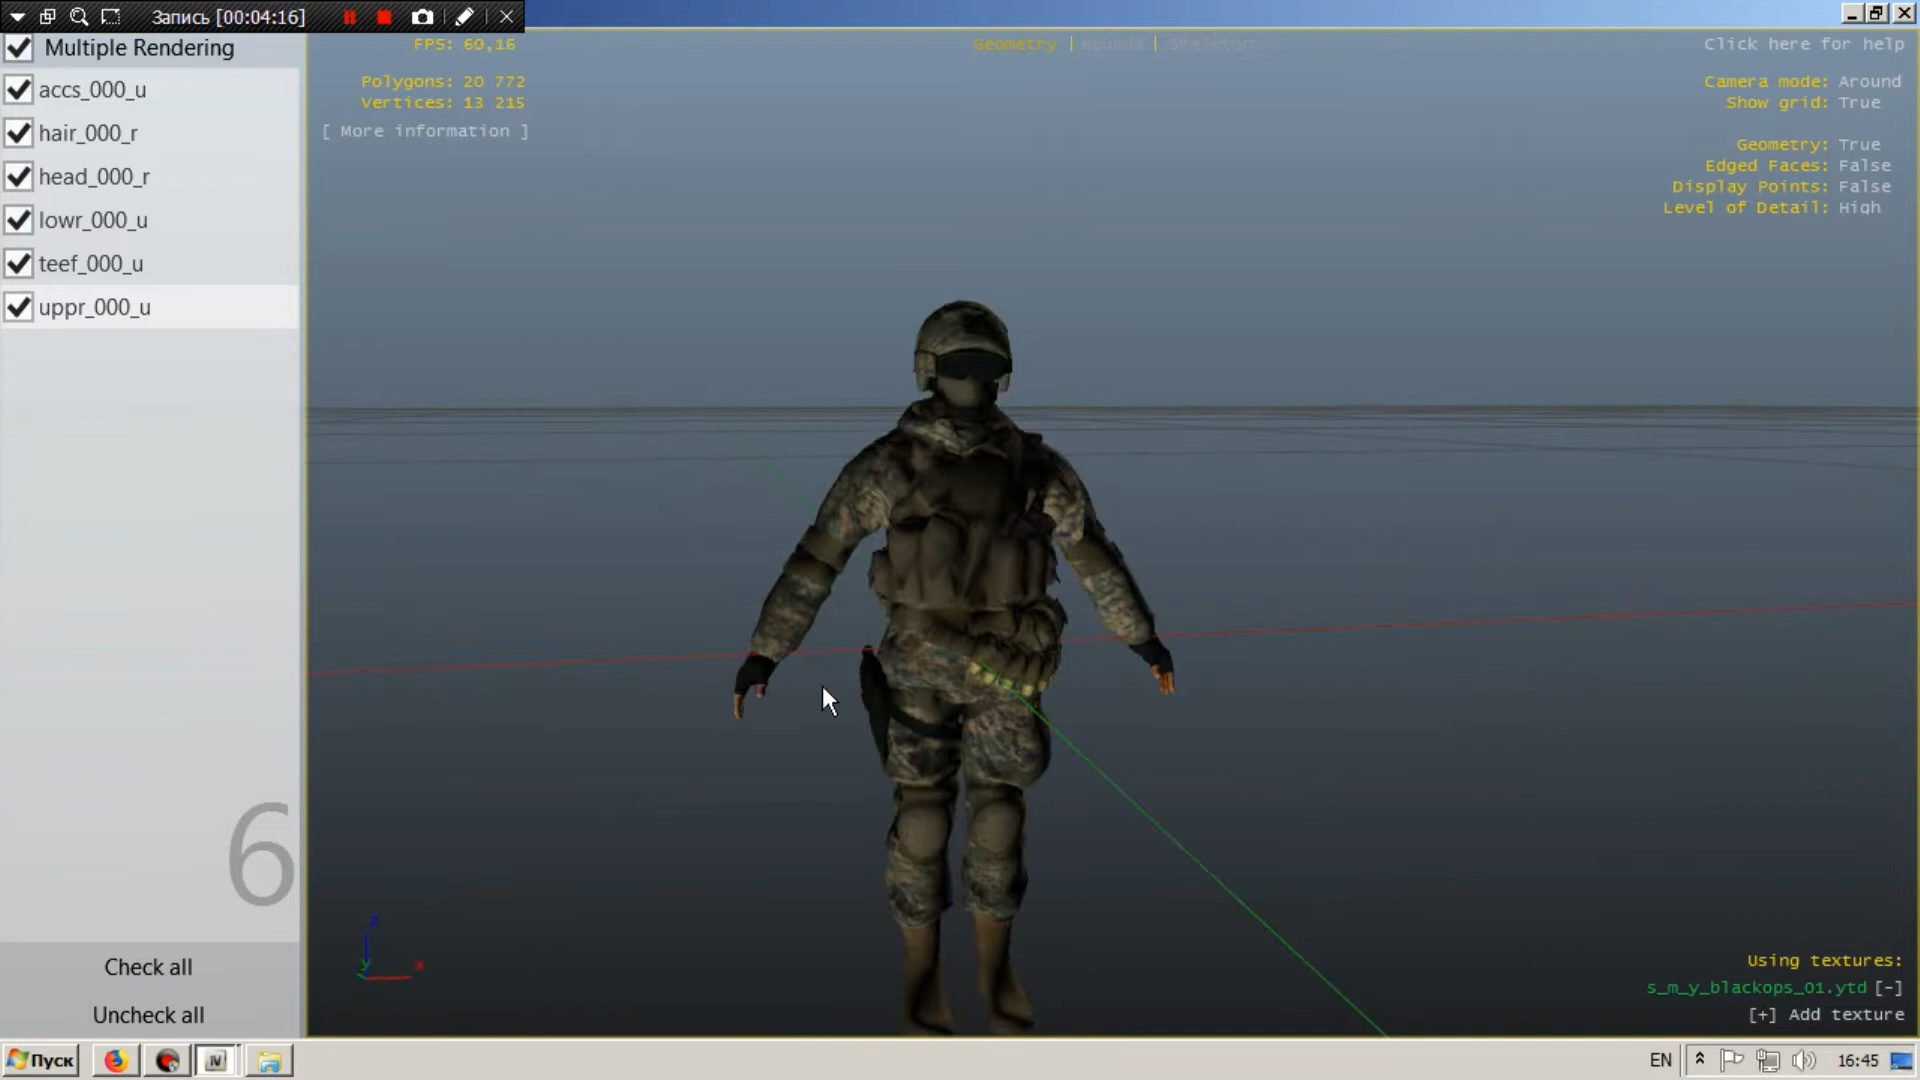 Запись [00:04:16]
Multiple Rendering
accs_000_u
hair_000_r
head_000_r
lowr_000_u
teef_000_u
uppr_000_u
6
Check all
Uncheck all
FPS: 60,16
Polygons: 20 772
Vertices: 13 215
[ More information ]
Geometry | Bounds | Skeleton
Click here for help
Camera mode: Around
Show grid: True
Geometry: True
Edged Faces: False
Display Points: False
Level of Detail: High
z
y
x
Using textures:
s_m_y_blackops_01.ytd [-]
[+] Add texture
Пуск
IV
EN
16:45